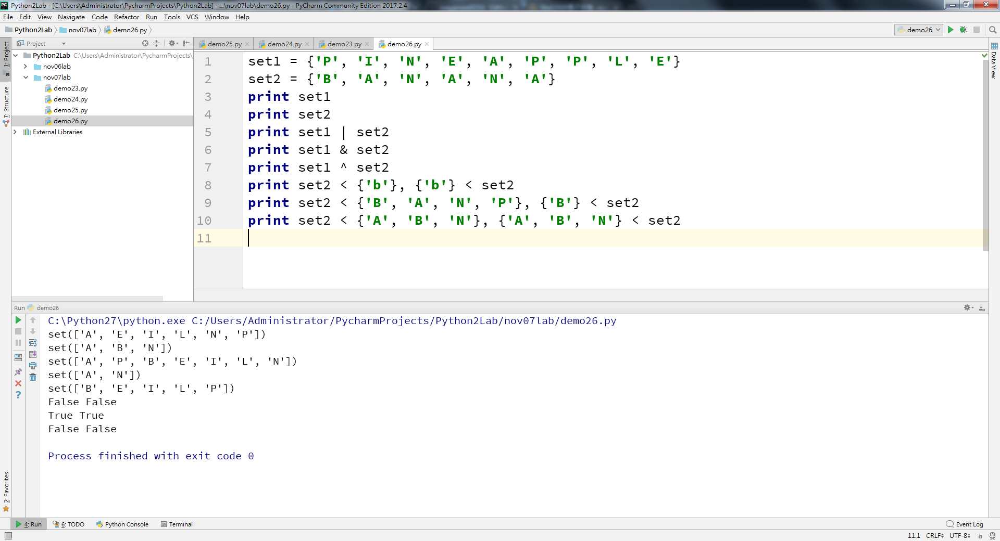 Python2Lab - [C:\Users\Administrator\PycharmProjects\Python2Lab] - ...\nov07lab\demo26.py - PyCharm Community Edition 2017.2.4
File Edit View Navigate Code Refactor Run Tools VCS Window Help
Python2Lab nov07lab demo26.py
demo26
Project
demo25.py demo24.py demo23.py demo26.py
Python2Lab C:\Users\Administrator\PycharmProjects\
nov06lab
nov07lab
demo23.py
demo24.py
demo25.py
demo26.py
External Libraries
1: Project
7: Structure
2: Favorites
Data View
1 set1 = {'P', 'I', 'N', 'E', 'A', 'P', 'P', 'L', 'E'}
2 set2 = {'B', 'A', 'N', 'A', 'N', 'A'}
3 print set1
4 print set2
5 print set1 | set2
6 print set1 & set2
7 print set1 ^ set2
8 print set2 < {'b'}, {'b'} < set2
9 print set2 < {'B', 'A', 'N', 'P'}, {'B'} < set2
10 print set2 < {'A', 'B', 'N'}, {'A', 'B', 'N'} < set2
11
Run demo26
C:\Python27\python.exe C:/Users/Administrator/PycharmProjects/Python2Lab/nov07lab/demo26.py
set(['A', 'E', 'I', 'L', 'N', 'P'])
set(['A', 'B', 'N'])
set(['A', 'P', 'B', 'E', 'I', 'L', 'N'])
set(['A', 'N'])
set(['B', 'E', 'I', 'L', 'P'])
False False
True True
False False
Process finished with exit code 0
4: Run 6: TODO Python Console Terminal Event Log
11:1 CRLF UTF-8